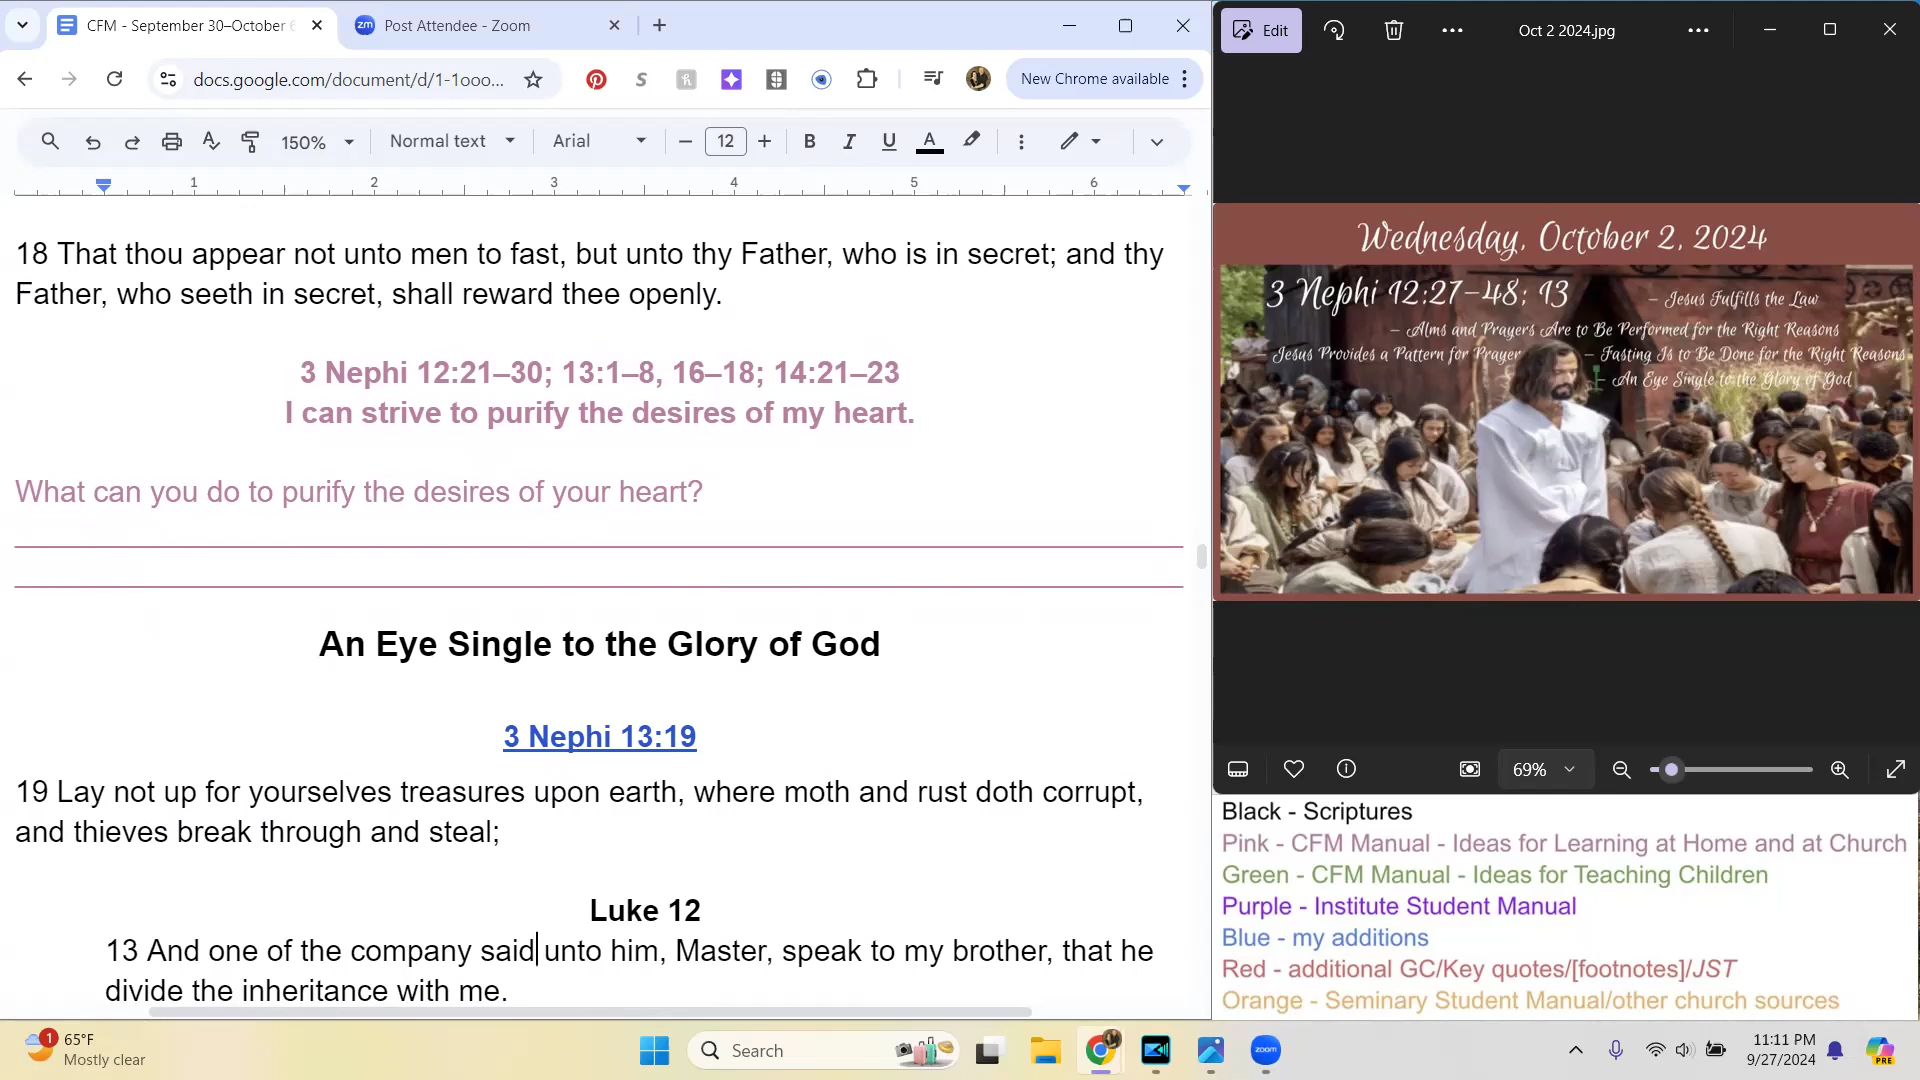 CFM - September 30–October 6
Post Attendee - Zoom
docs.google.com/document/d/1-1ooo...
New Chrome available
150%
Normal text
Arial
12
1 2 3 4 5 6
18 That thou appear not unto men to fast, but unto thy Father, who is in secret; and thy
Father, who seeth in secret, shall reward thee openly.
3 Nephi 12:21–30; 13:1–8, 16–18; 14:21–23
I can strive to purify the desires of my heart.
What can you do to purify the desires of your heart?
An Eye Single to the Glory of God
3 Nephi 13:19
19 Lay not up for yourselves treasures upon earth, where moth and rust doth corrupt,
and thieves break through and steal;
Luke 12
13 And one of the company said unto him, Master, speak to my brother, that he
divide the inheritance with me.
Edit
Oct 2 2024.jpg
Wednesday, October 2, 2024
3 Nephi 12:27–48; 13
– Jesus Fulfills the Law
– Alms and Prayers Are to Be Performed for the Right Reasons
– Jesus Provides a Pattern for Prayer
– Fasting Is to Be Done for the Right Reasons
– An Eye Single to the Glory of God
69%
Black - Scriptures
Pink - CFM Manual - Ideas for Learning at Home and at Church
Green - CFM Manual - Ideas for Teaching Children
Purple - Institute Student Manual
Blue - my additions
Red - additional GC/Key quotes/[footnotes]/JST
Orange - Seminary Student Manual/other church sources
1
65°F
Mostly clear
Search
zoom
11:11 PM
9/27/2024
PRE